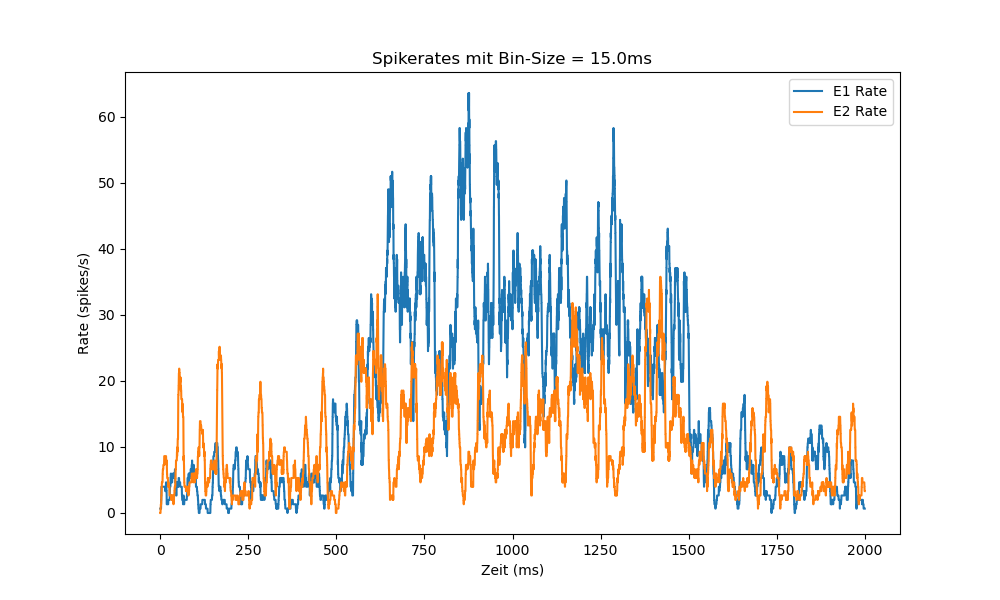 Spikerates mit Bin-Size = 15.0ms
E1 Rate
E2 Rate
Rate (spikes/s)
60
50
40
30
20
10
0
0 250 500 750 1000 1250 1500 1750 2000
Zeit (ms)